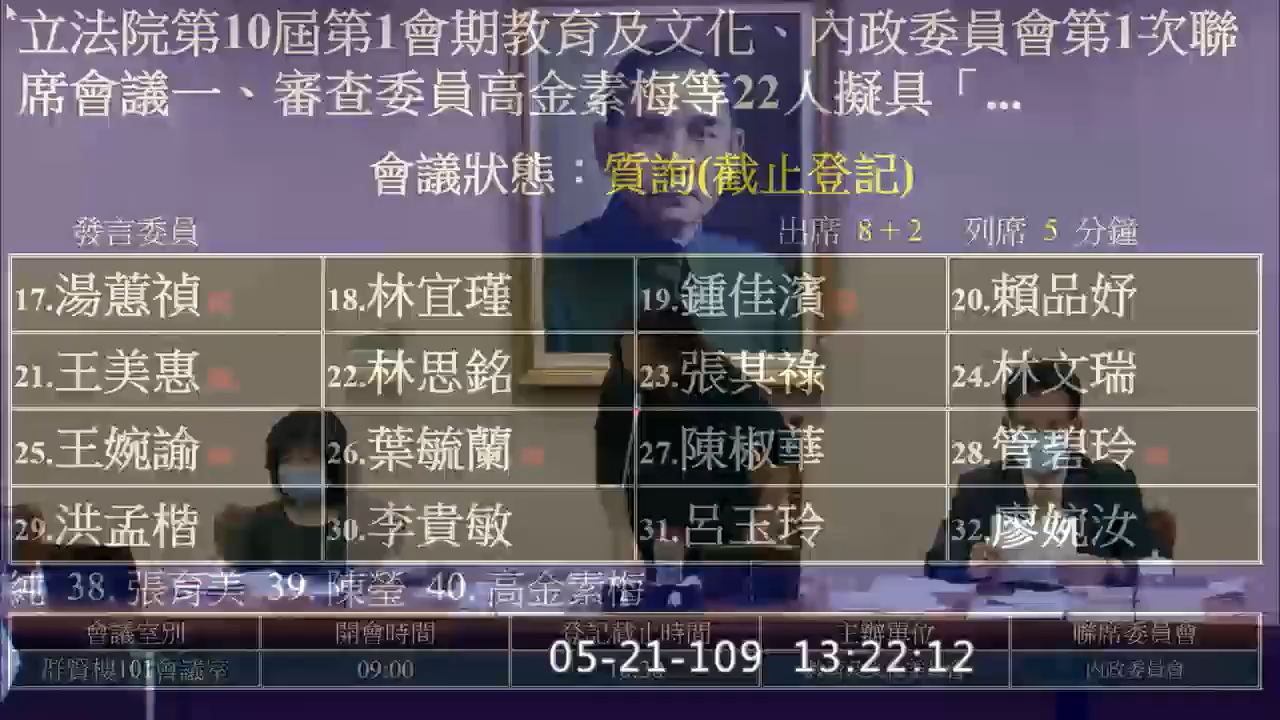 立法院第10屆第1會期教育及文化、內政委員會第1次聯
席會議一、審查委員高金素梅等22人擬具「...
會議狀態：質詢(截止登記)
發言委員 出席 8+2 列席 5 分鐘
17.湯蕙禎 18.林宜瑾 19.鍾佳濱 20.賴品妤
21.王美惠 22.林思銘 23.張其祿 24.林文瑞
25.王婉諭 26.葉毓蘭 27.陳椒華 28.管碧玲
29.洪孟楷 30.李貴敏 31.呂玉玲 32.廖婉汝
純 38. 張育美 39. 陳瑩 40. 高金素梅
會議室別 開會時間 登記截止時間 主辦單位 聯席委員會
群賢樓101會議室 09:00 內政委員會
05-21-109 13:22:12